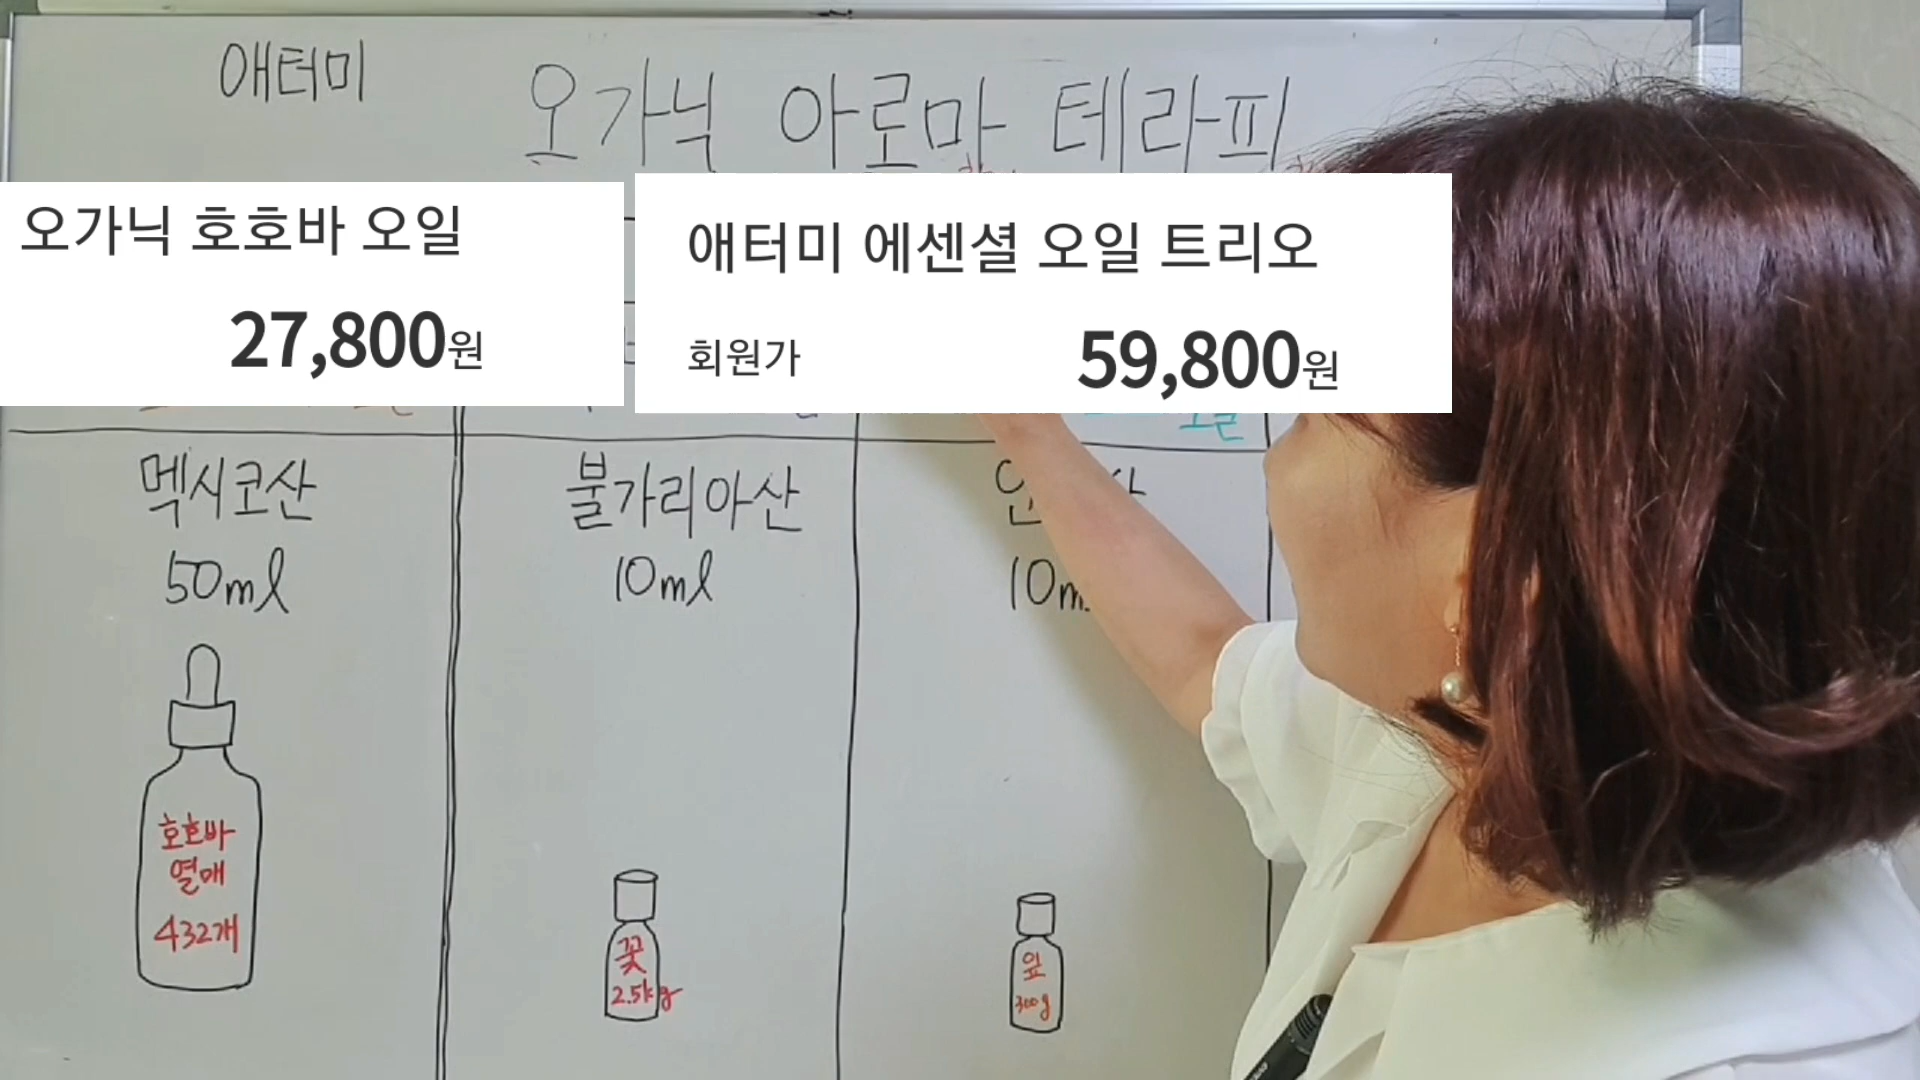 애터미
오가닉 아로마 테라피
오가닉 호호바 오일
27,800원
애터미 에센셜 오일 트리오
회원가 59,800원
오일
멕시코산
50ml
불가리아산
10ml
10m
호호바
열매
432개
꽃
2.5kg
잎
300g